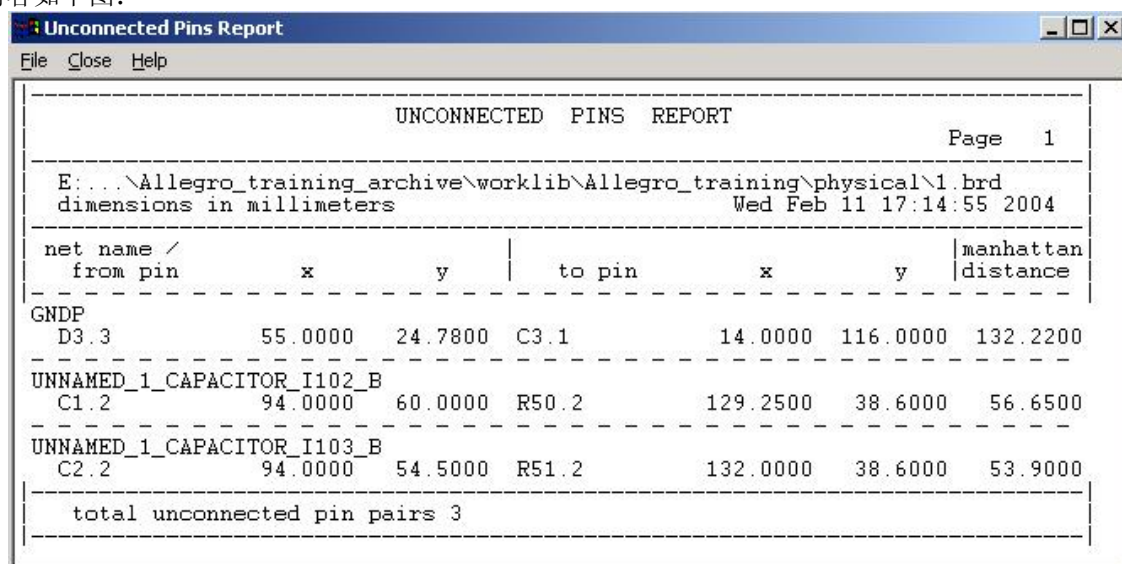 如下图：
Unconnected Pins Report
File Close Help
UNCONNECTED PINS REPORT
Page 1
E:...\Allegro_training_archive\worklib\Allegro_training\physical\1.brd
dimensions in millimeters Wed Feb 11 17:14:55 2004
net name / |manhattan
from pin x y | to pin x y |distance
GNDP
D3.3 55.0000 24.7800 C3.1 14.0000 116.0000 132.2200
UNNAMED_1_CAPACITOR_I102_B
C1.2 94.0000 60.0000 R50.2 129.2500 38.6000 56.6500
UNNAMED_1_CAPACITOR_I103_B
C2.2 94.0000 54.5000 R51.2 132.0000 38.6000 53.9000
total unconnected pin pairs 3